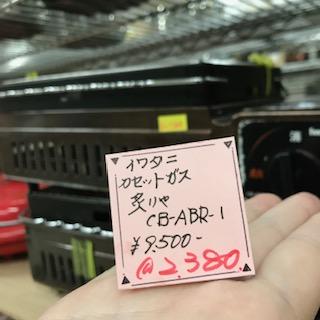 イワタニ
カセットガス
炙りや
CB-ABR-1
¥9.500-
@2.380.